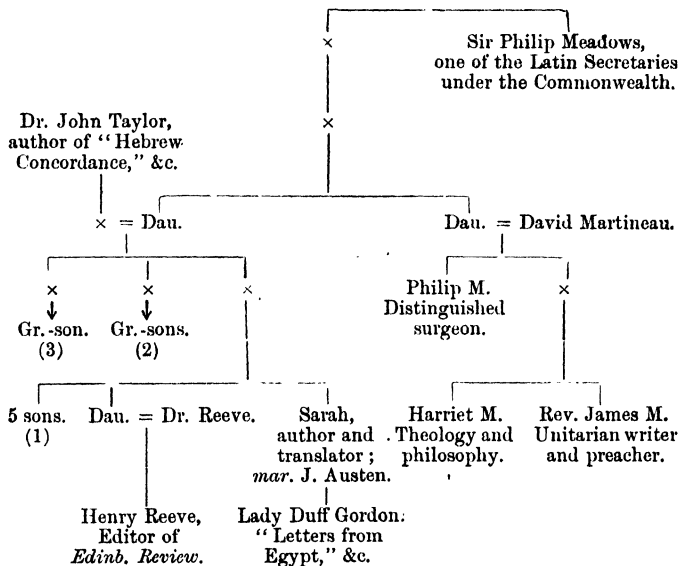 Sir Philip Meadows,
one of the Latin Secretaries
under the Commonwealth.
Dr. John Taylor,
author of "Hebrew
Concordance," &c.
× = Dau.
Dau. = David Martineau.
Philip M.
Distinguished
surgeon.
Gr.-son.
(3)
Gr.-sons.
(2)
5 sons.
(1)
Dau. = Dr. Reeve.
Sarah,
author and
translator;
mar. J. Austen.
Harriet M.
Theology and
philosophy.
Rev. James M.
Unitarian writer
and preacher.
Henry Reeve,
Editor of
Edinb. Review.
Lady Duff Gordon.
"Letters from
Egypt," &c.